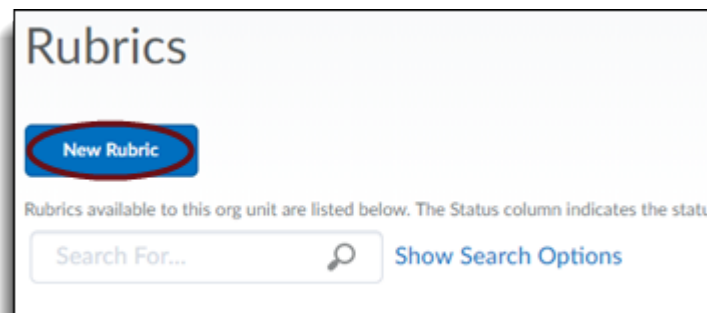 Rubrics
New Rubric
Rubrics available to this org unit are listed below. The Status column indicates the
Search For... Show Search Options